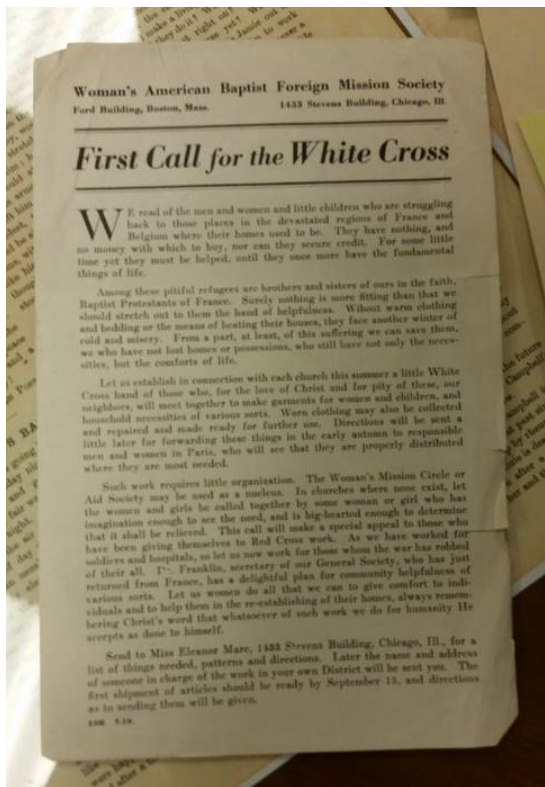 Woman's American Baptist Foreign Mission Society
Ford Building, Boston, Mass. 1433 Stevens Building, Chicago, Ill.
First Call for the White Cross
WE read of the men and women and little children who are struggling
back to those places in the devastated regions of France and
Belgium where their homes used to be. They have nothing, and
no money with which to buy, nor can they secure credit. For some little
time yet they must be helped, until they once more have the fundamental
things of life.
Among these pitiful refugees are brothers and sisters of ours in the faith,
Baptist Protestants of France. Surely nothing is more fitting than that we
should stretch out to them the hand of helpfulness. Wihout warm clothing
and bedding or the means of heating their houses, they face another winter of
cold and misery. From a part, at least, of this suffering we can save them,
we who have not lost homes or possessions, who still have not only the neces-
sities, but the comforts of life.
Let us establish in connection with each church this summer a little White
Cross band of those who, for the love of Christ and for pity of these, our
neighbors, will meet together to make garments for women and children, and
household necessities of various sorts. Worn clothing may also be collected
and repaired and made ready for further use. Directions will be sent a
little later for forwarding these things in the early autumn to responsible
men and women in Paris, who will see that they are properly distributed
where they are most needed.
Such work requires little organization. The Woman's Mission Circle or
Aid Society may be used as a nucleus. In churches where none exist, let
the women and girls be called together by some woman or girl who has
imagination enough to see the need, and is big-hearted enough to determine
that it shall be relieved. This call will make a special appeal to those who
have been giving themselves to Red Cross work. As we have worked for
soldiers and hospitals, so let us now work for those whom the war has robbed
of their all. Franklin, secretary of our General Society, who has just
returned from France, has a delightful plan for community helpfulness of
various sorts. Let us women do all that we can to give comfort to indi-
viduals and to help them in the re-establishing of their homes, always remem-
bering Christ's word that whatsoever of such work we do for humanity He
accepts as done to himself.
Send to Miss Eleanor Mare, 1433 Stevens Building, Chicago, Ill., for a
list of things needed, patterns and directions. Later the name and address
of someone in charge of the work in your own District will be sent you. The
first shipment of articles should be ready by September 15, and directions
as to sending them will be given.